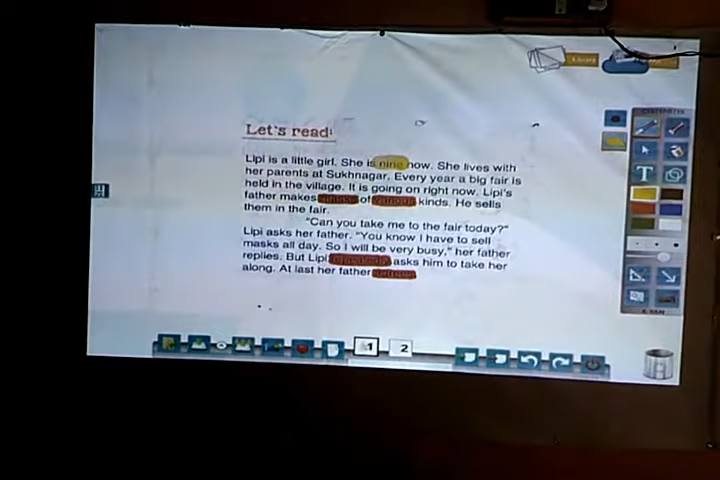 Library
Let's read:
Lipi is a little girl. She is nine now. She lives with
her parents at Sukhnagar. Every year a big fair is
held in the village. It is going on right now. Lipi's
father makes of various kinds. He sells
them in the fair.
"Can you take me to the fair today?"
Lipi asks her father. "You know I have to sell
masks all day. So I will be very busy," her father
replies. But Lipi asks him to take her
along. At last her father
T
1 2
K-YAN